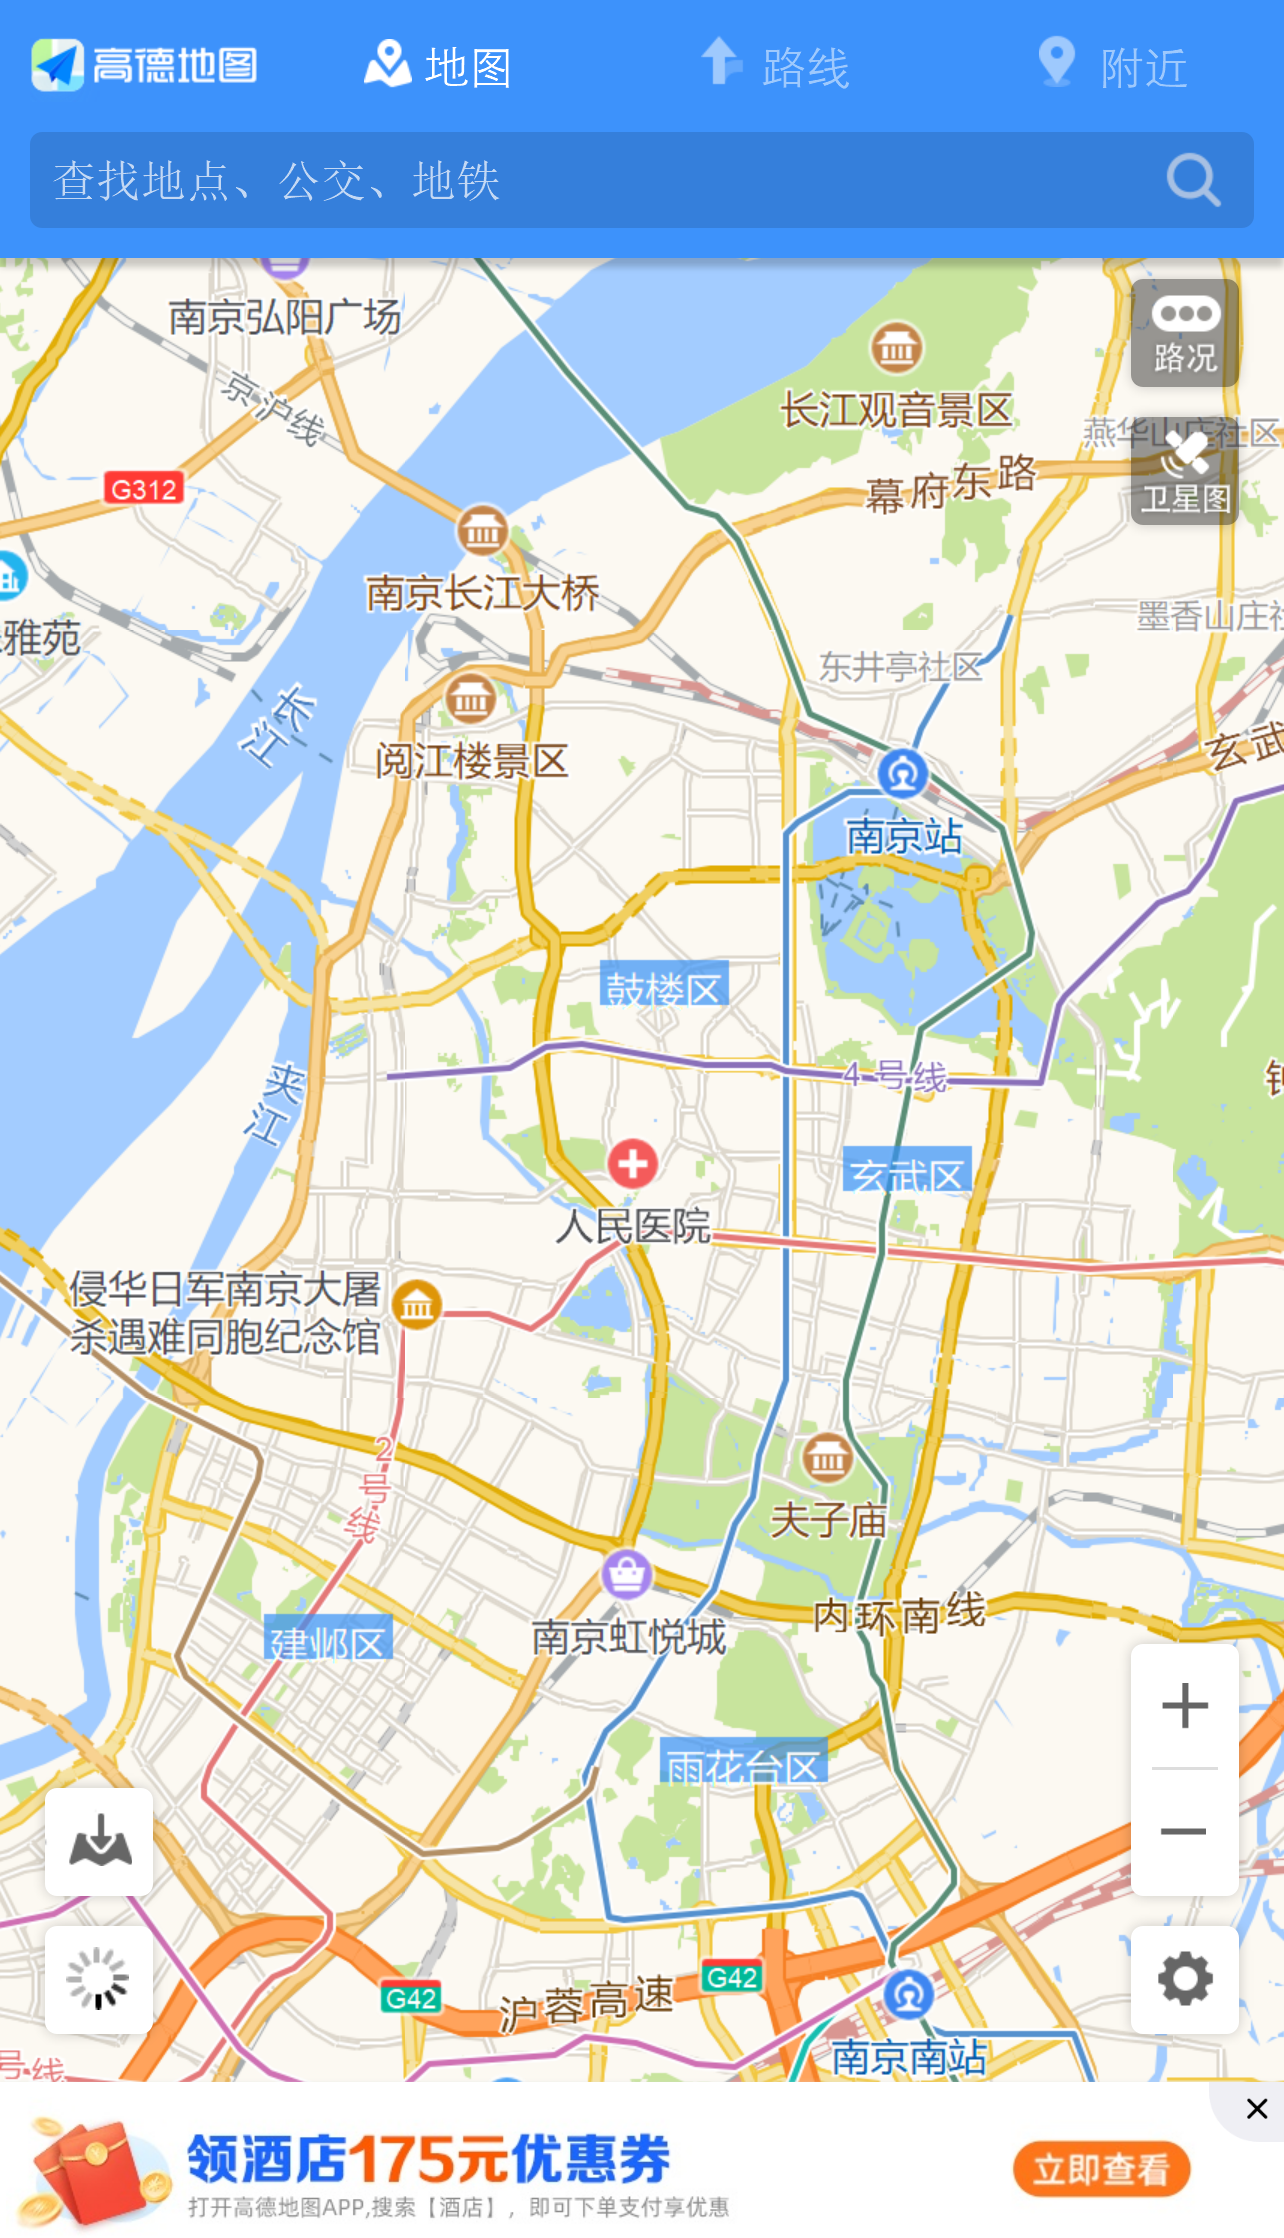 高德地图
地图
路线
附近
查找地点、公交、地铁
南京弘阳广场
路况
京沪线
长江观音景区
燕华山庄社区
G312
幕府东路
卫星图
南京长江大桥
雅苑
墨香山庄社
东井亭社区
长江
阅江楼景区
玄武
南京站
鼓楼区
4号线
夹江
玄武区
人民医院
侵华日军南京大屠
杀遇难同胞纪念馆
2号线
夫子庙
内环南线
南京虹悦城
建邺区
雨花台区
G42
G42
沪蓉高速
南京南站
号线
领酒店175元优惠券
打开高德地图APP,搜索【酒店】，即可下单支付享优惠
立即查看